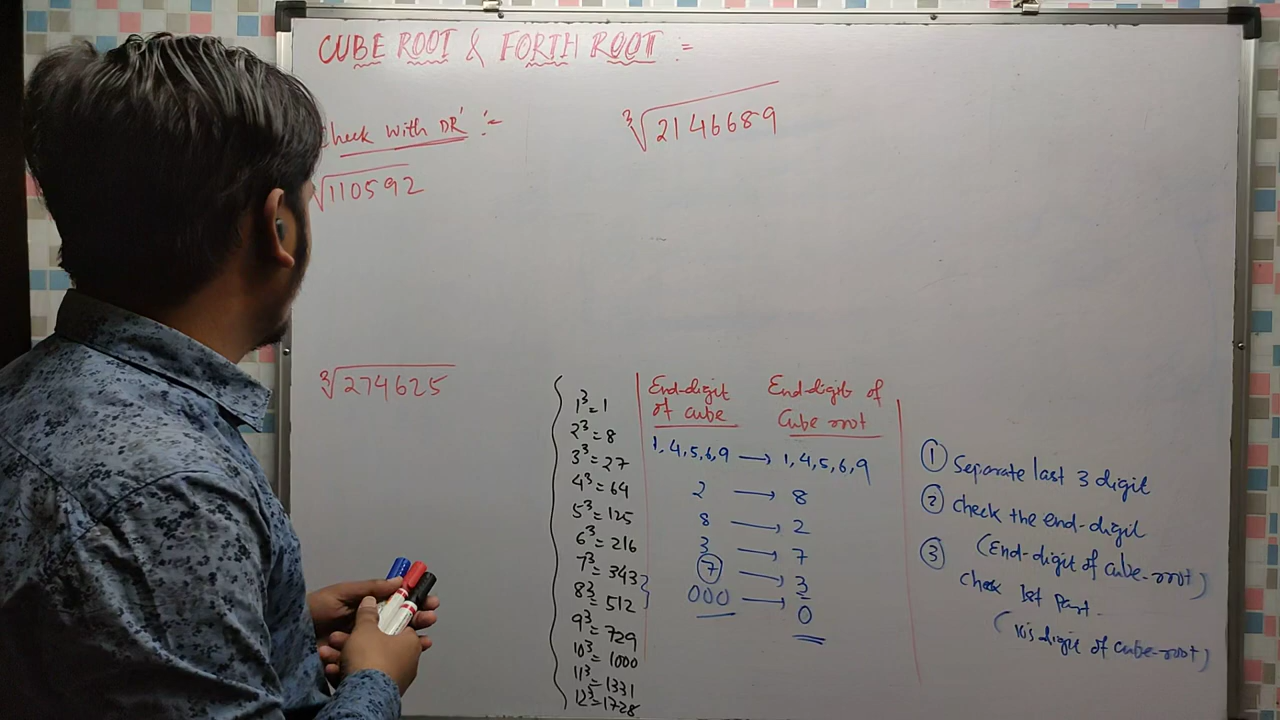 CUBE ROOT & FORTH ROOT :-
Check with DR' :-
√110592
∛2146689
∛274625
1³=1
2³=8
3³=27
4³=64
5³=125
6³=216
7³=343
8³=512
9³=729
10³=1000
11³=1331
12³=1728
End-digit of cube
End-digit of Cube root
1,4,5,6,9 → 1,4,5,6,9
2 → 8
8 → 2
3 → 7
7 → 3
000 → 0
① Separate last 3 digit
② Check the end-digit
(End-digit of cube-root)
③ Check 1st Part-
(10's digit of cube-root)